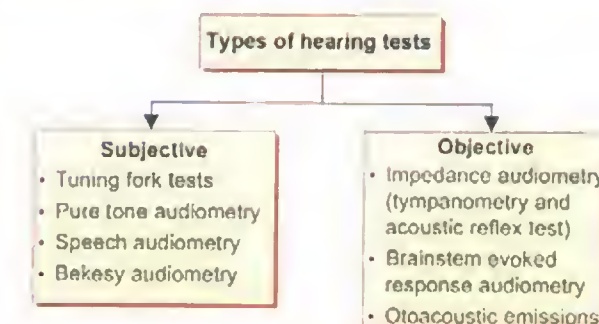 Types of hearing tests
Subjective
• Tuning fork tests
• Pure tone audiometry
• Speech audiometry
• Bekesy audiometry
Objective
• Impedance audiometry
(tympanometry and
acoustic reflex test)
• Brainstem evoked
response audiometry
• Otoacoustic emissions